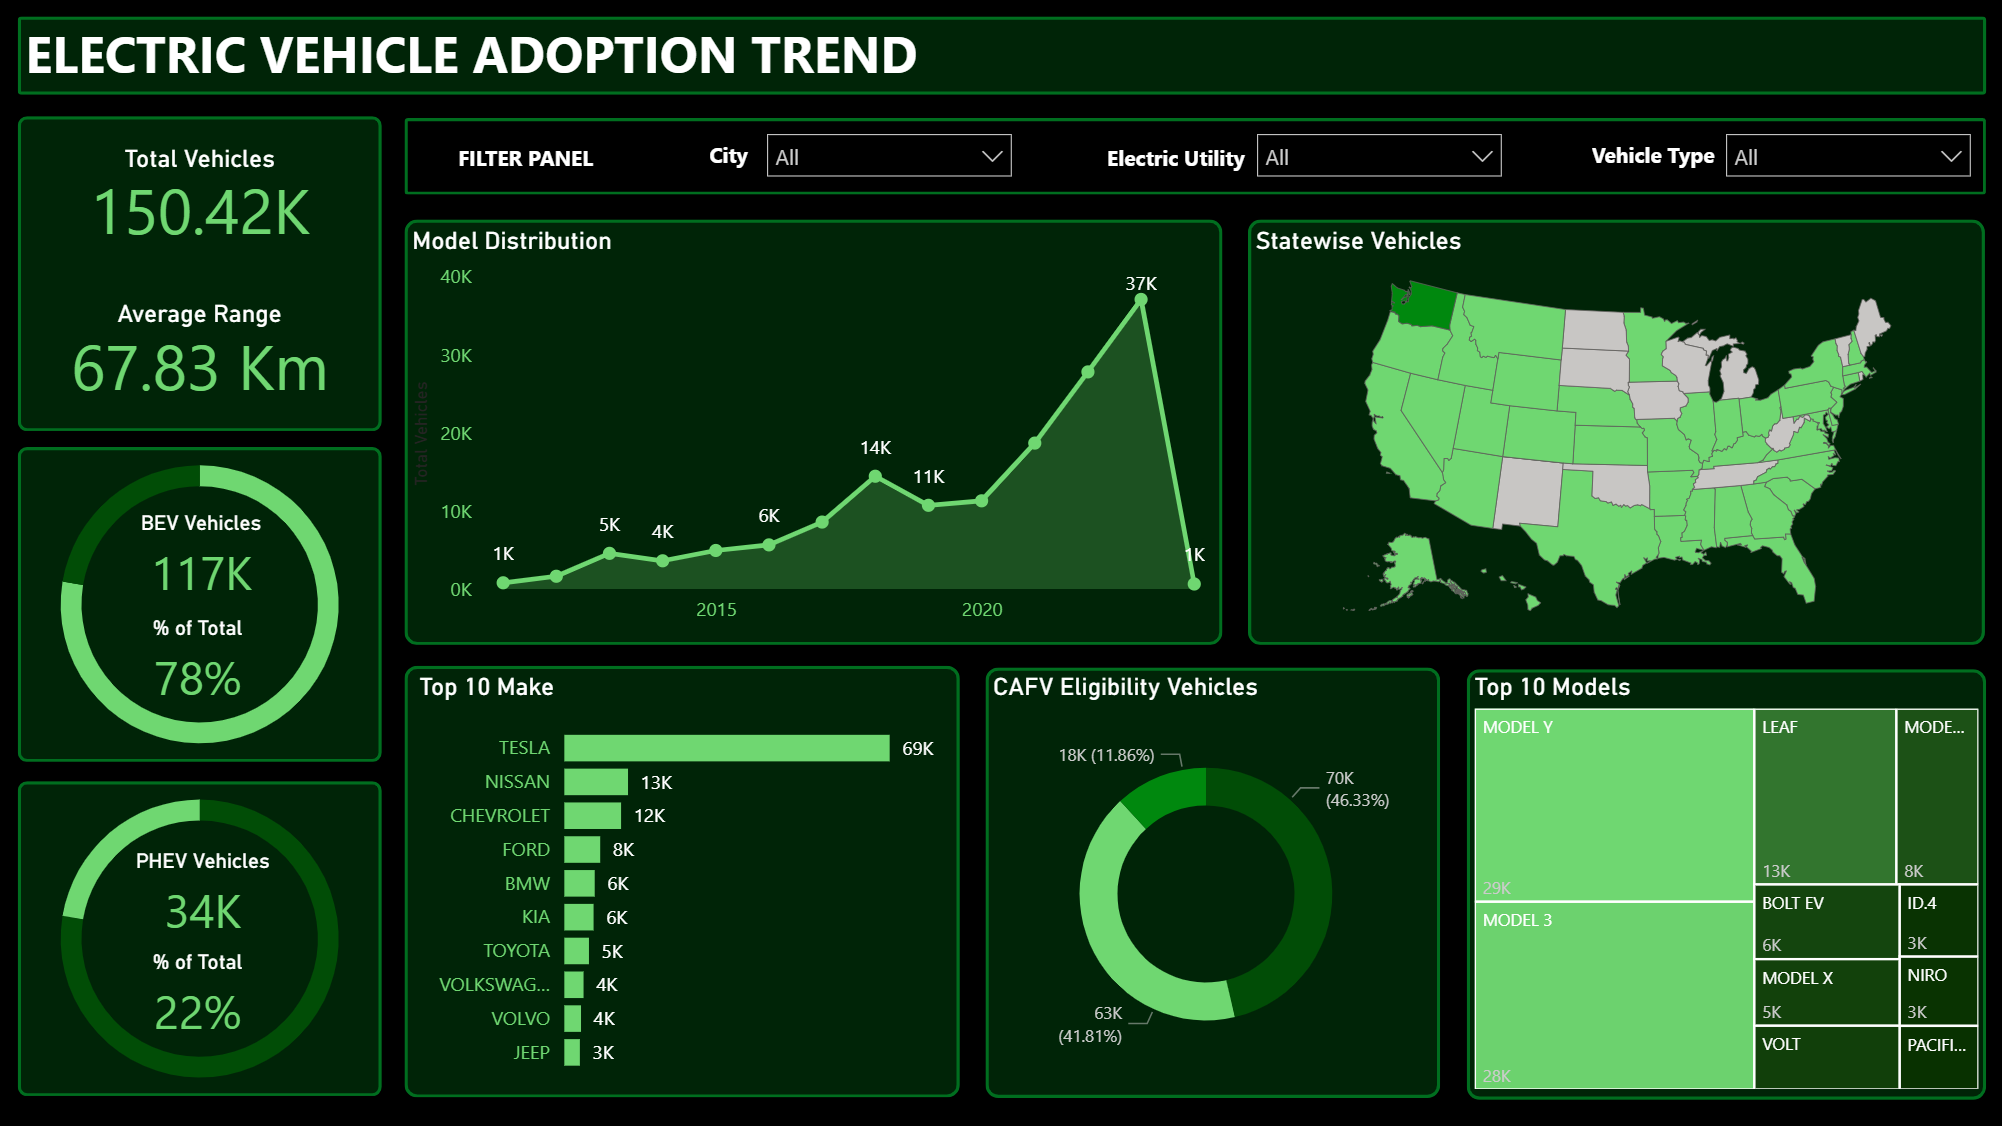 ELECTRIC VEHICLE ADOPTION TREND
Total Vehicles
150.42K
Average Range
67.83 Km
FILTER PANEL
City
All
Electric Utility
All
Vehicle Type
All
BEV Vehicles
117K
% of Total
78%
PHEV Vehicles
34K
% of Total
22%
Model Distribution
Total Vehicles
40K
30K
20K
10K
0K
1K
5K
4K
6K
14K
11K
37K
1K
2015
2020
Statewise Vehicles
Top 10 Make
TESLA 69K
NISSAN 13K
CHEVROLET 12K
FORD 8K
BMW 6K
KIA 6K
TOYOTA 5K
VOLKSWAG... 4K
VOLVO 4K
JEEP 3K
CAFV Eligibility Vehicles
18K (11.86%)
70K
(46.33%)
63K
(41.81%)
Top 10 Models
MODEL Y
29K
MODEL 3
28K
LEAF
13K
MODE...
8K
BOLT EV
6K
ID.4
3K
MODEL X
5K
NIRO
3K
VOLT
PACIFI...